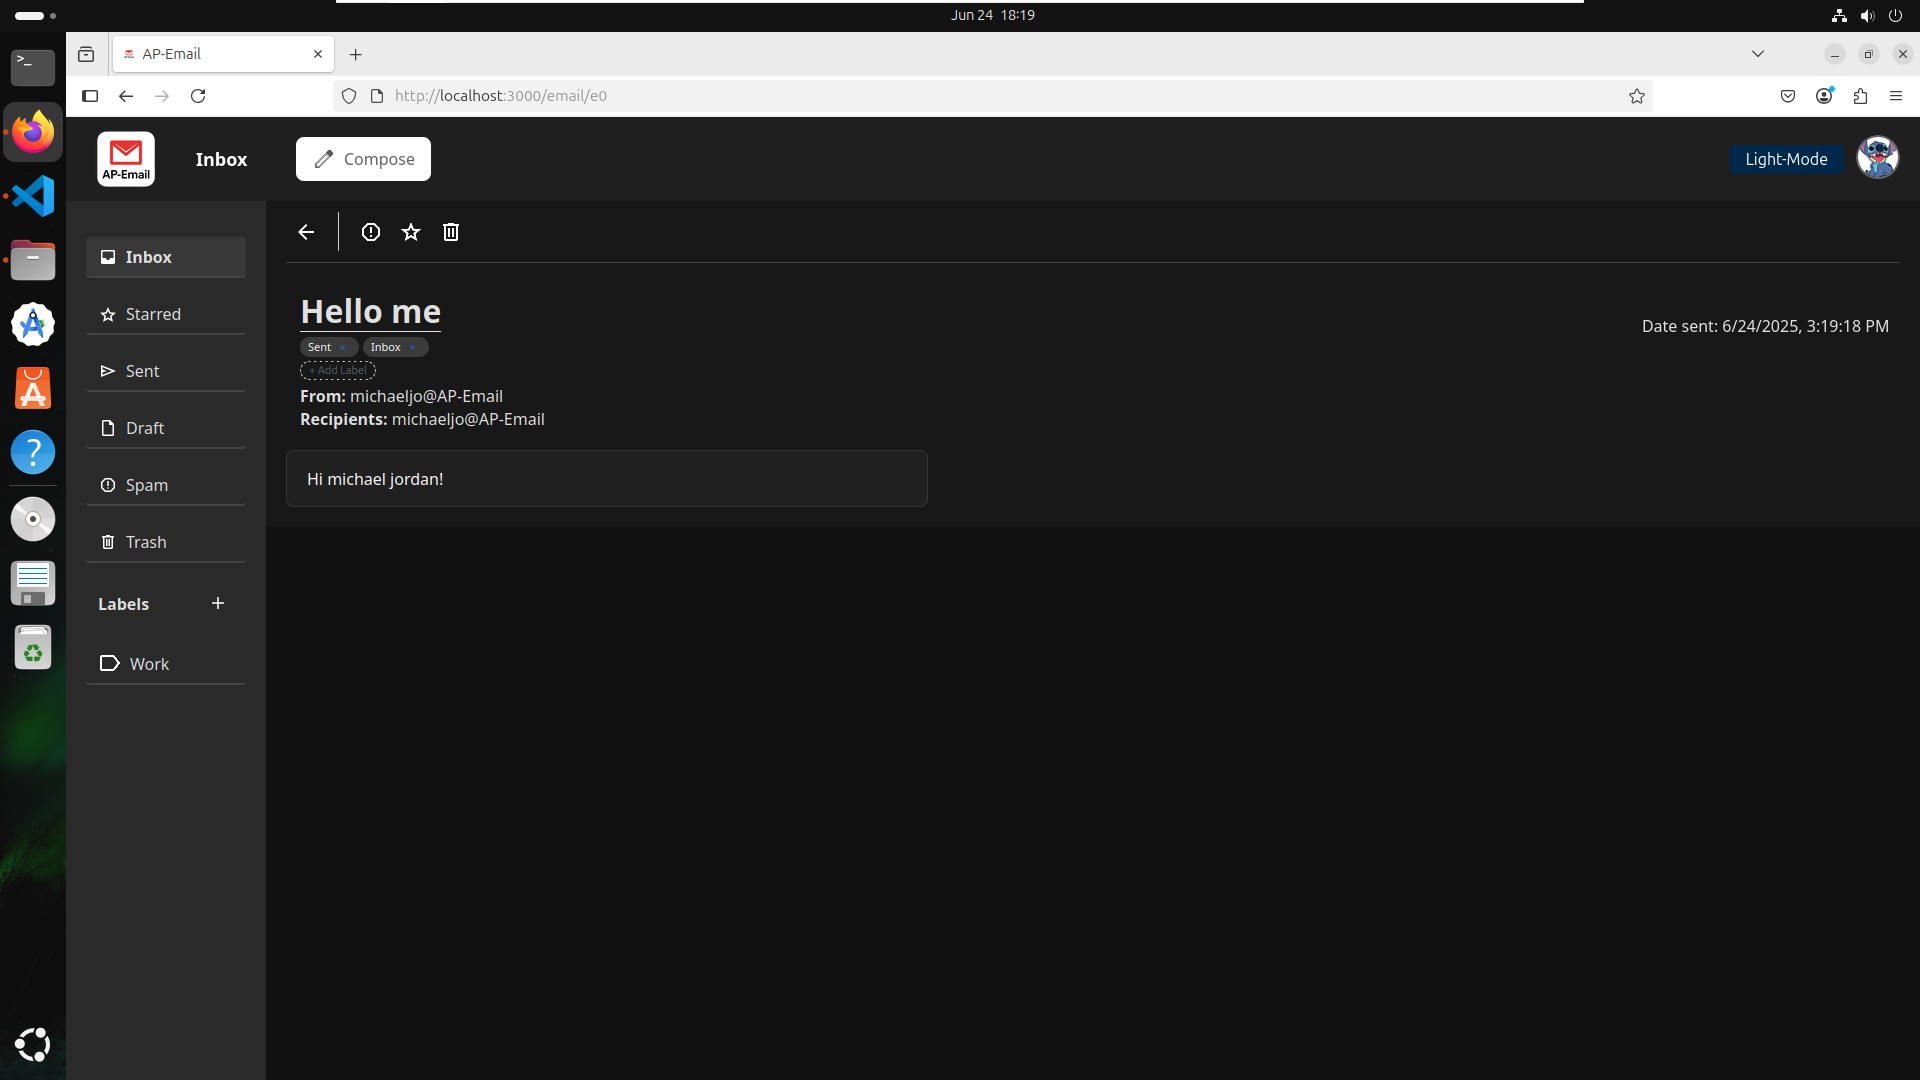 Jun 24 18:19
AP-Email
http://localhost:3000/email/e0
AP-Email
Inbox
Compose
Light-Mode
Inbox
Starred
Sent
Draft
Spam
Trash
Labels
Work
Hello me
Date sent: 6/24/2025, 3:19:18 PM
Sent × Inbox ×
+ Add Label
From: michaeljo@AP-Email
Recipients: michaeljo@AP-Email
Hi michael jordan!